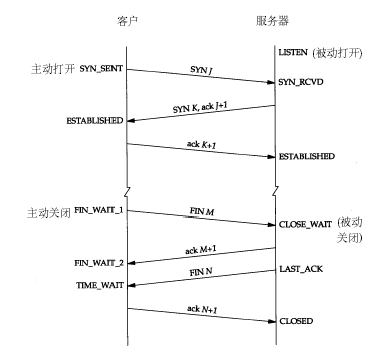 客户 服务器
LISTEN (被动打开)
主动打开 SYN_SENT
SYN J
SYN_RCVD
SYN K, ack J+1
ESTABLISHED
ack K+1
ESTABLISHED
主动关闭 FIN_WAIT_1
FIN M
CLOSE_WAIT (被动
关闭)
ack M+1
FIN_WAIT_2
FIN N
LAST_ACK
TIME_WAIT
ack N+1
CLOSED